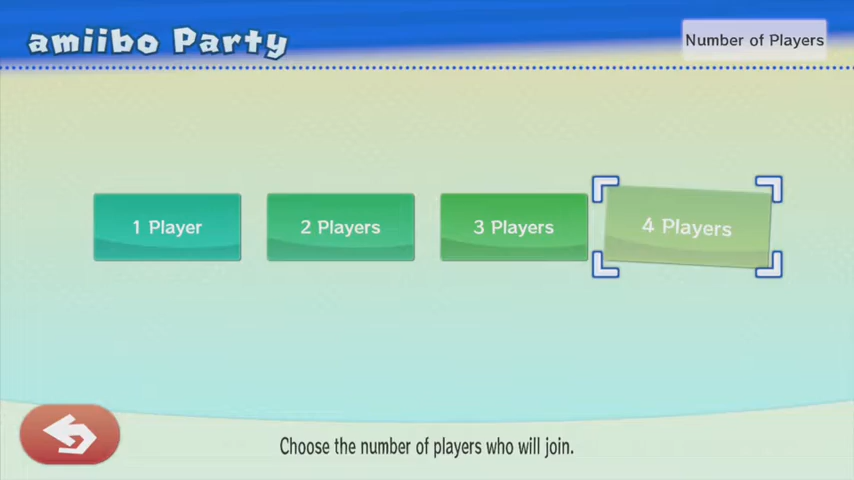 amiibo Party
Number of Players
1 Player
2 Players
3 Players
4 Players
Choose the number of players who will join.